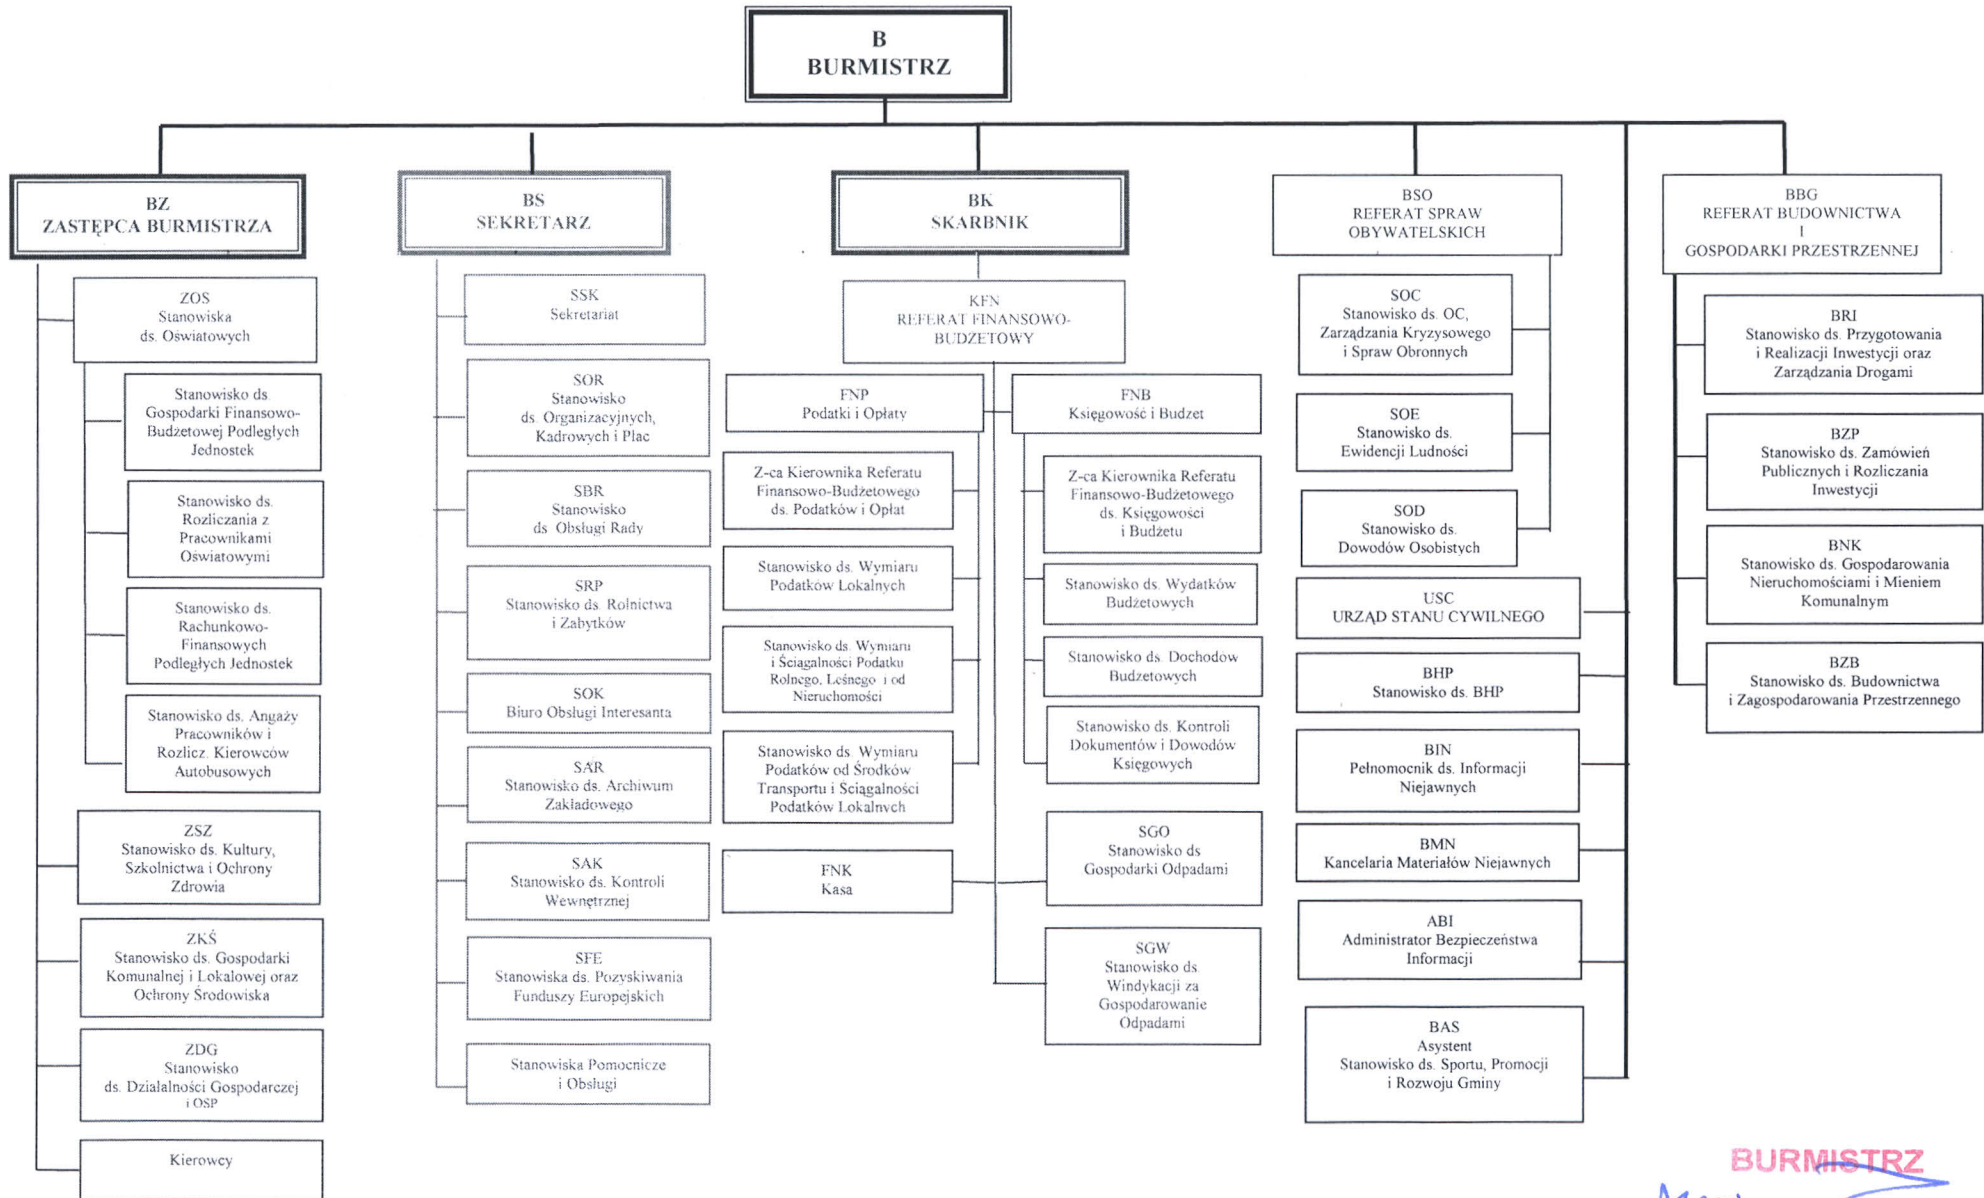 B
BURMISTRZ
BZ
ZASTĘPCA BURMISTRZA
ZOS
Stanowiska
ds. Oświatowych
Stanowisko ds.
Gospodarki Finansowo-
Budżetowej Podległych
Jednostek
Stanowisko ds.
Rozliczania z
Pracownikami
Oświatowymi
Stanowisko ds.
Rachunkowo-
Finansowych
Podległych Jednostek
Stanowisko ds. Angaży
Pracowników i
Rozlicz. Kierowców
Autobusowych
ZSZ
Stanowisko ds. Kultury,
Szkolnictwa i Ochrony
Zdrowia
ZKŚ
Stanowisko ds. Gospodarki
Komunalnej i Lokalowej oraz
Ochrony Środowiska
ZDG
Stanowisko
ds. Działalności Gospodarczej
i OSP
Kierowcy
BS
SEKRETARZ
SSK
Sekretariat
SOR
Stanowisko
ds. Organizacyjnych,
Kadrowych i Płac
SBR
Stanowisko
ds. Obsługi Rady
SRP
Stanowisko ds. Rolnictwa
i Zabytków
SOK
Biuro Obsługi Interesanta
SAR
Stanowisko ds. Archiwum
Zakładowego
SAK
Stanowisko ds. Kontroli
Wewnętrznej
SFE
Stanowiska ds. Pozyskiwania
Funduszy Europejskich
Stanowiska Pomocnicze
i Obsługi
BK
SKARBNIK
KFN
REFERAT FINANSOWO-
BUDŻETOWY
FNP
Podatki i Opłaty
Z-ca Kierownika Referatu
Finansowo-Budżetowego
ds. Podatków i Opłat
Stanowisko ds. Wymiaru
Podatków Lokalnych
Stanowisko ds. Wymiaru
i Ściągalności Podatku
Rolnego, Leśnego i od
Nieruchomości
Stanowisko ds. Wymiaru
Podatków od Środków
Transportu i Ściągalności
Podatków Lokalnych
FNK
Kasa
FNB
Księgowość i Budżet
Z-ca Kierownika Referatu
Finansowo-Budżetowego
ds. Księgowości
i Budżetu
Stanowisko ds. Wydatków
Budżetowych
Stanowisko ds. Dochodów
Budżetowych
Stanowisko ds. Kontroli
Dokumentów i Dowodów
Księgowych
SGO
Stanowisko ds
Gospodarki Odpadami
SGW
Stanowisko ds.
Windykacji za
Gospodarowanie
Odpadami
BSO
REFERAT SPRAW
OBYWATELSKICH
SOC
Stanowisko ds. OC,
Zarządzania Kryzysowego
i Spraw Obronnych
SOE
Stanowisko ds.
Ewidencji Ludności
SOD
Stanowisko ds.
Dowodów Osobistych
USC
URZĄD STANU CYWILNEGO
BHP
Stanowisko ds. BHP
BIN
Pełnomocnik ds. Informacji
Niejawnych
BMN
Kancelaria Materiałów Niejawnych
ABI
Administrator Bezpieczeństwa
Informacji
BAS
Asystent
Stanowisko ds. Sportu, Promocji
i Rozwoju Gminy
BBG
REFERAT BUDOWNICTWA
I
GOSPODARKI PRZESTRZENNEJ
BRI
Stanowisko ds. Przygotowania
i Realizacji Inwestycji oraz
Zarządzania Drogami
BZP
Stanowisko ds. Zamówień
Publicznych i Rozliczania
Inwestycji
BNK
Stanowisko ds. Gospodarowania
Nieruchomościami i Mieniem
Komunalnym
BZB
Stanowisko ds. Budownictwa
i Zagospodarowania Przestrzennego
BURMISTRZ